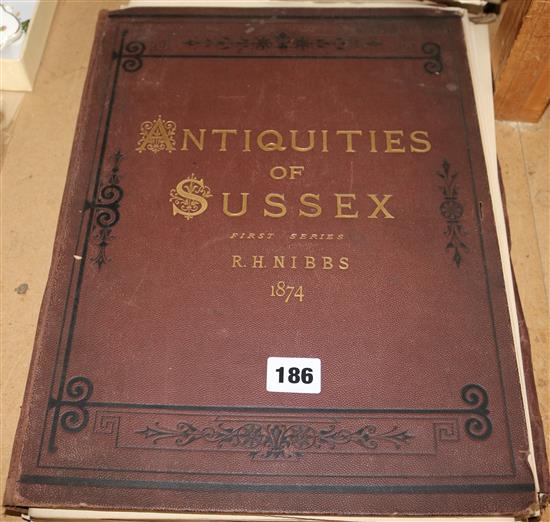 ANTIQUITIES
OF
SUSSEX
FIRST SERIES
R.H.NIBBS
1874
186